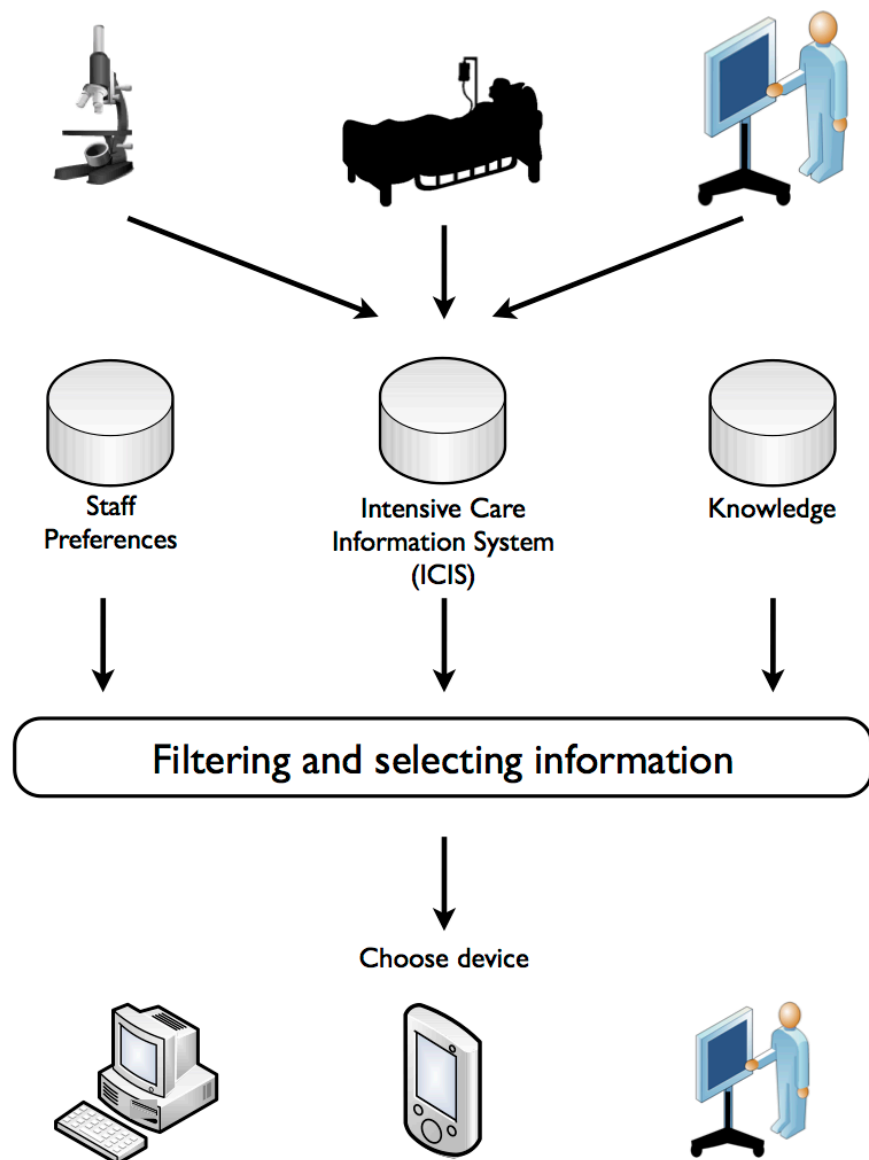 Staff
Preferences
Intensive Care
Information System
(ICIS)
Knowledge
Filtering and selecting information
Choose device